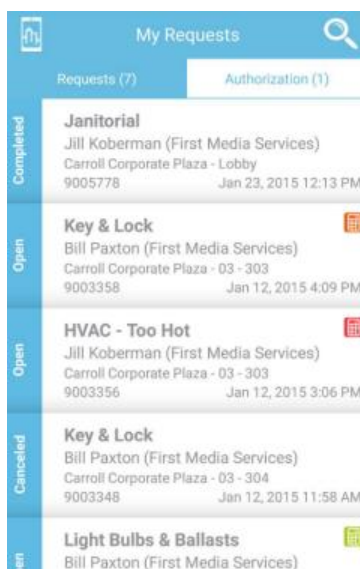 My Requests
Requests (7)
Authorization (1)
Completed
Janitorial
Jill Koberman (First Media Services)
Carroll Corporate Plaza - Lobby
9005778 Jan 23, 2015 12:13 PM
Open
Key & Lock
Bill Paxton (First Media Services)
Carroll Corporate Plaza - 03 - 303
9003358 Jan 12, 2015 4:09 PM
Open
HVAC - Too Hot
Jill Koberman (First Media Services)
Carroll Corporate Plaza - 03 - 303
9003356 Jan 12, 2015 3:06 PM
Canceled
Key & Lock
Bill Paxton (First Media Services)
Carroll Corporate Plaza - 03 - 304
9003348 Jan 12, 2015 11:58 AM
Light Bulbs & Ballasts
Bill Paxton (First Media Services)